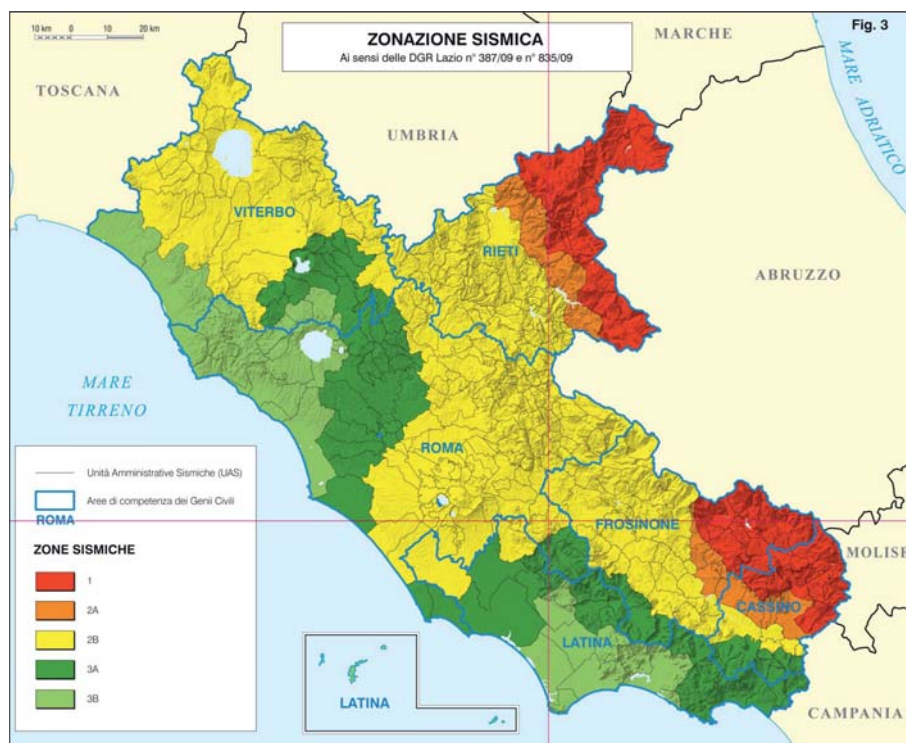 10 km 0 10 20 km
ZONAZIONE SISMICA
Ai sensi delle DGR Lazio n° 387/09 e n° 835/09
Fig. 3
MARCHE
MARE ADRIATICO
TOSCANA
UMBRIA
VITERBO
RIETI
ABRUZZO
MARE
TIRRENO
ROMA
Unità Amministrative Sismiche (UAS)
Aree di competenza dei Genii Civili
ROMA
FROSINONE
ZONE SISMICHE
MOLISE
1
2A
CASSINO
2B
LATINA
3A
3B
LATINA
CAMPANIA